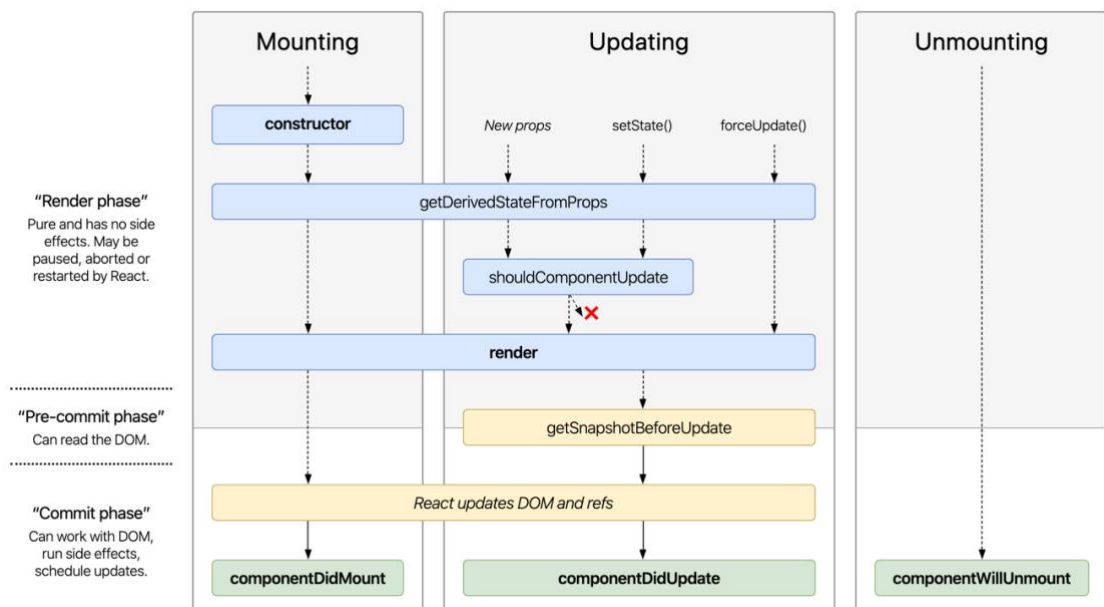 Mounting
Updating
Unmounting
constructor
New props
setState()
forceUpdate()
getDerivedStateFromProps
“Render phase”
Pure and has no side
effects. May be
paused, aborted or
restarted by React.
shouldComponentUpdate
render
“Pre-commit phase”
Can read the DOM.
getSnapshotBeforeUpdate
React updates DOM and refs
“Commit phase”
Can work with DOM,
run side effects,
schedule updates.
componentDidMount
componentDidUpdate
componentWillUnmount